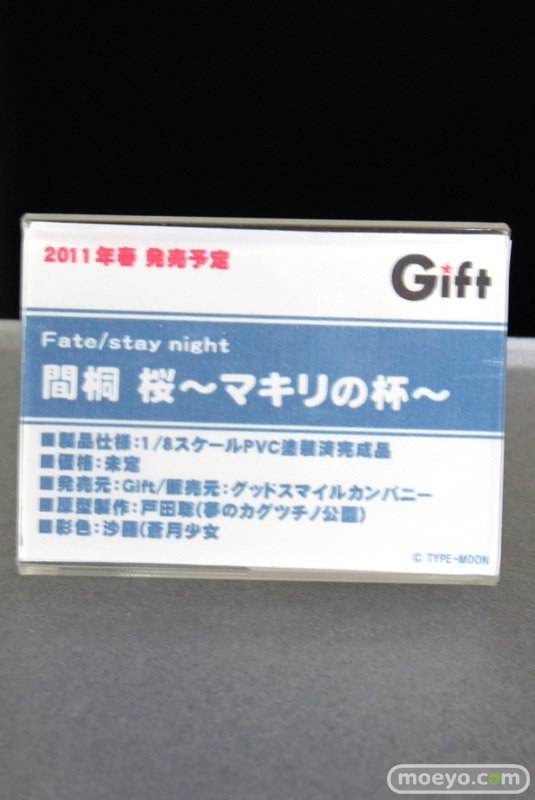 2011年春 発売予定
Gift
Fate/stay night
間桐 桜～マキリの杯～
■製品仕様:1/8スケールPVC塗装済完成品
■価格:未定
■発売元:Gift/販売元:グッドスマイルカンパニー
■原型製作:戸田聡(夢のカグツチノ公園)
■彩色:沙羅(蒼月少女
© TYPE-MOON
moeyo.com